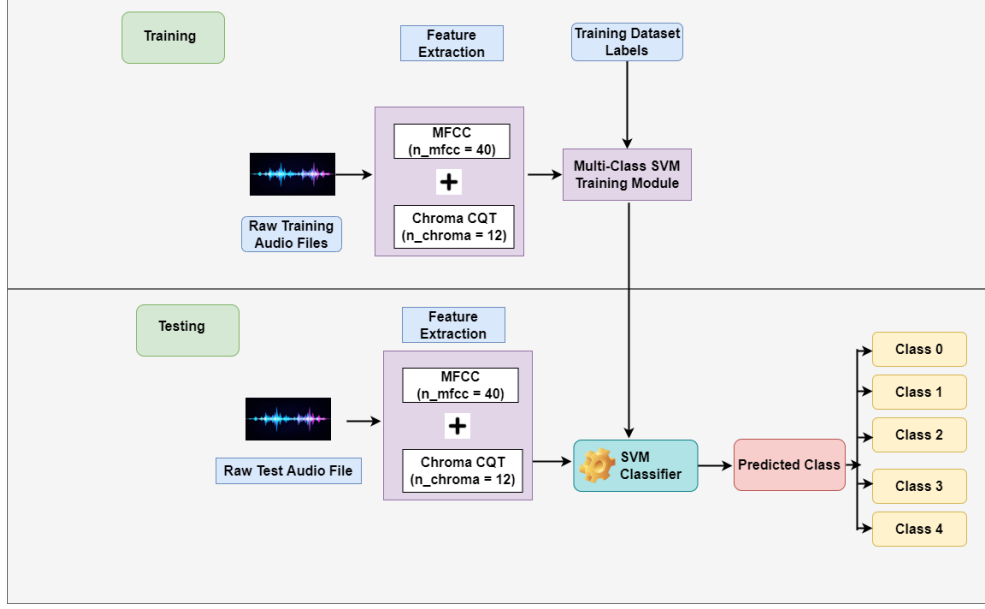 Training
Feature
Extraction
Training Dataset
Labels
MFCC
(n_mfcc = 40)
Multi-Class SVM
Training Module
Raw Training
Audio Files
Chroma CQT
(n_chroma = 12)
Testing
Feature
Extraction
MFCC
(n_mfcc = 40)
Raw Test Audio File
Chroma CQT
(n_chroma = 12)
SVM
Classifier
Predicted Class
Class 0
Class 1
Class 2
Class 3
Class 4